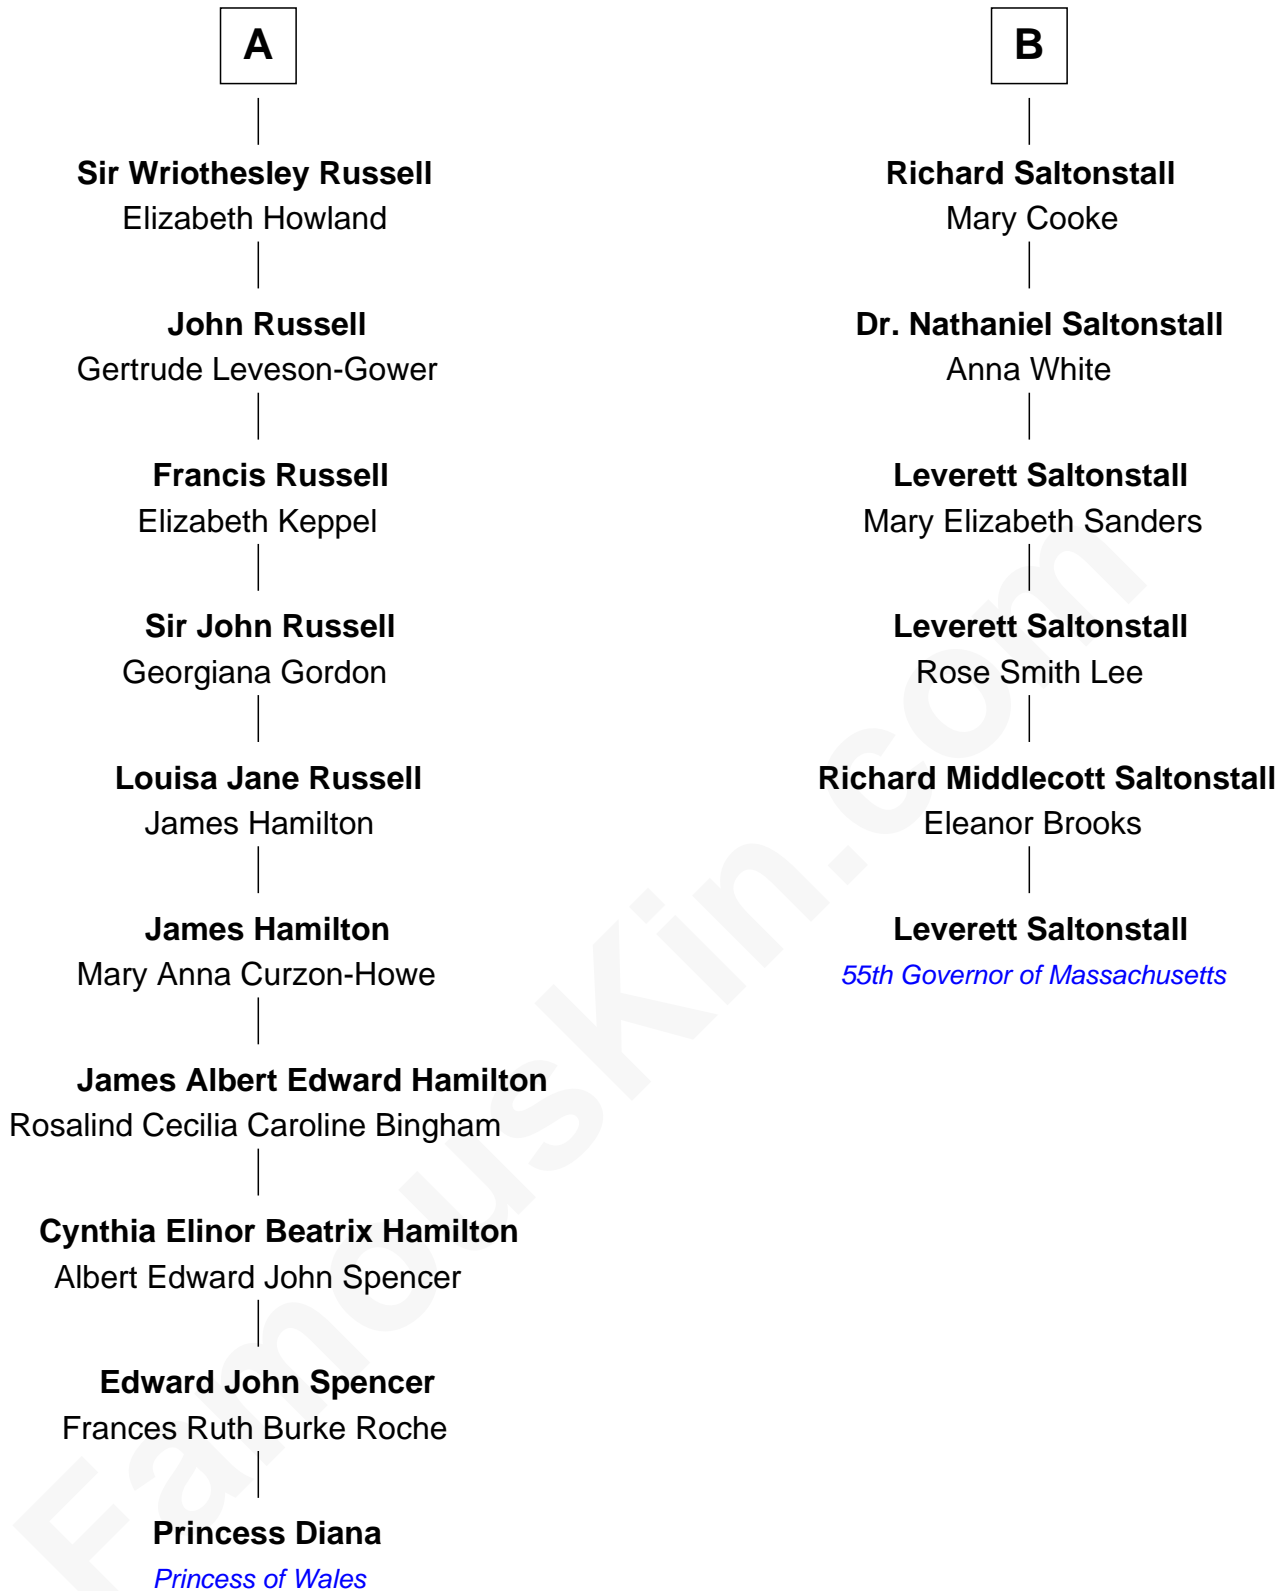 A
Sir Wriothesley Russell
Elizabeth Howland
John Russell
Gertrude Leveson-Gower
Francis Russell
Elizabeth Keppel
Sir John Russell
Georgiana Gordon
Louisa Jane Russell
James Hamilton
James Hamilton
Mary Anna Curzon-Howe
James Albert Edward Hamilton
Rosalind Cecilia Caroline Bingham
Cynthia Elinor Beatrix Hamilton
Albert Edward John Spencer
Edward John Spencer
Frances Ruth Burke Roche
Princess Diana
Princess of Wales
B
Richard Saltonstall
Mary Cooke
Dr. Nathaniel Saltonstall
Anna White
Leverett Saltonstall
Mary Elizabeth Sanders
Leverett Saltonstall
Rose Smith Lee
Richard Middlecott Saltonstall
Eleanor Brooks
Leverett Saltonstall
55th Governor of Massachusetts
FamousKin.com